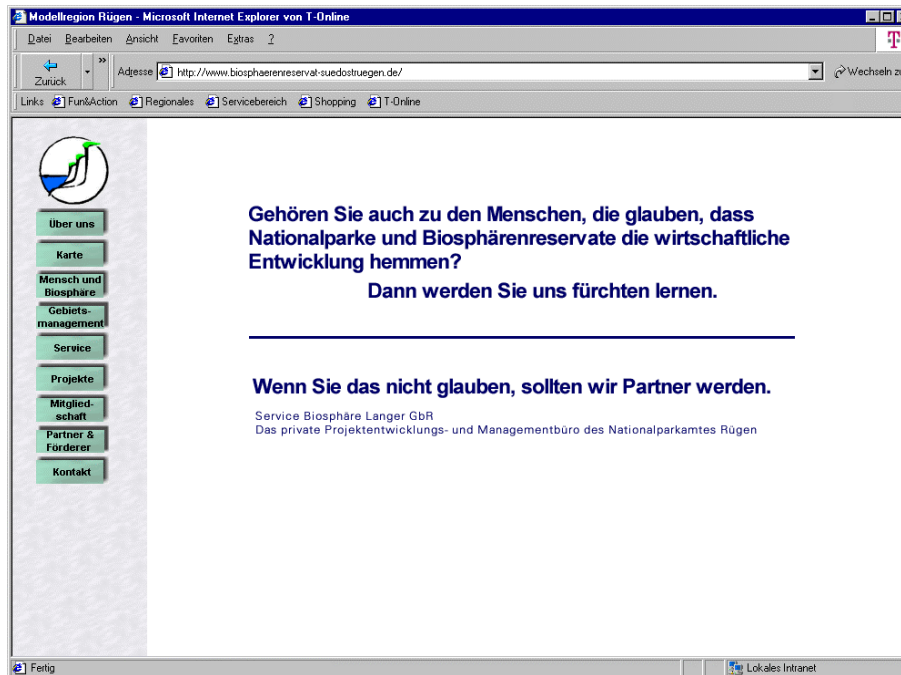 Modellregion Rügen - Microsoft Internet Explorer von T-Online
Datei Bearbeiten Ansicht Favoriten Extras ?
T
Zurück
»
Adresse http://www.biosphaerenreservat-suedostruegen.de/
Wechseln zu
Links Fun&Action Regionales Servicebereich Shopping T-Online
Über uns
Karte
Mensch und
Biosphäre
Gebiets-
management
Service
Projekte
Mitglied-
schaft
Partner &
Förderer
Kontakt
Gehören Sie auch zu den Menschen, die glauben, dass
Nationalparke und Biosphärenreservate die wirtschaftliche
Entwicklung hemmen?
Dann werden Sie uns fürchten lernen.
Wenn Sie das nicht glauben, sollten wir Partner werden.
Service Biosphäre Langer GbR
Das private Projektentwicklungs- und Managementbüro des Nationalparkamtes Rügen
Fertig
Lokales Intranet